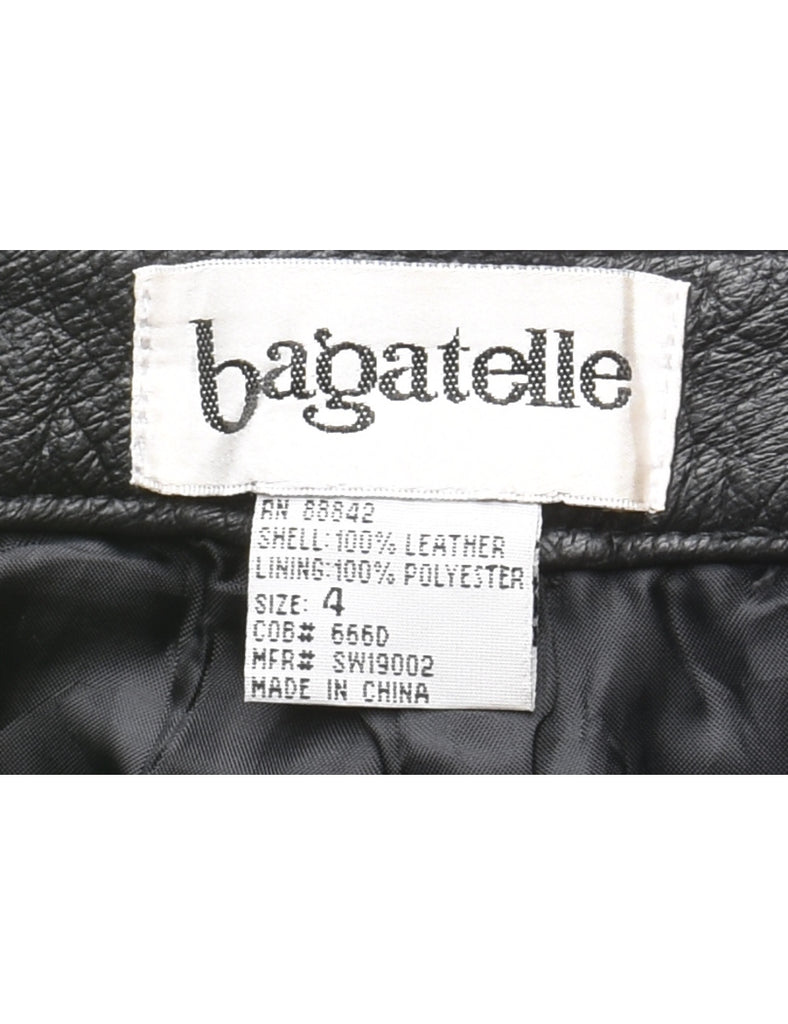 bagatelle
RN 88842
SHELL:100% LEATHER
LINING:100% POLYESTER
SIZE: 4
COB# 666D
MFR# SW19002
MADE IN CHINA